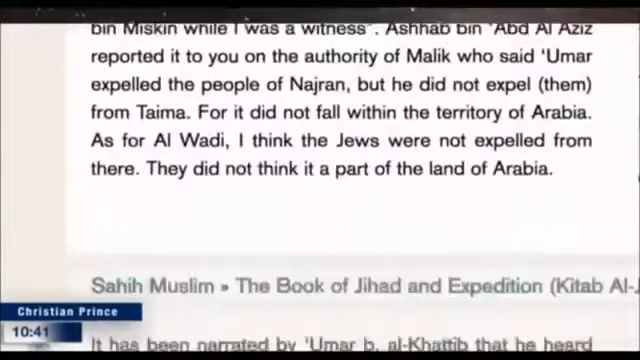 bin Miskin while I was a witness". Ashhab bin 'Abd Al Aziz
reported it to you on the authority of Malik who said 'Umar
expelled the people of Najran, but he did not expel (them)
from Taima. For it did not fall within the territory of Arabia.
As for Al Wadi, I think the Jews were not expelled from
there. They did not think it a part of the land of Arabia.
Sahih Muslim » The Book of Jihad and Expedition (Kitab Al-J
Christian Prince
10:41
It has been narrated by 'Umar b. al-Khattib that he heard